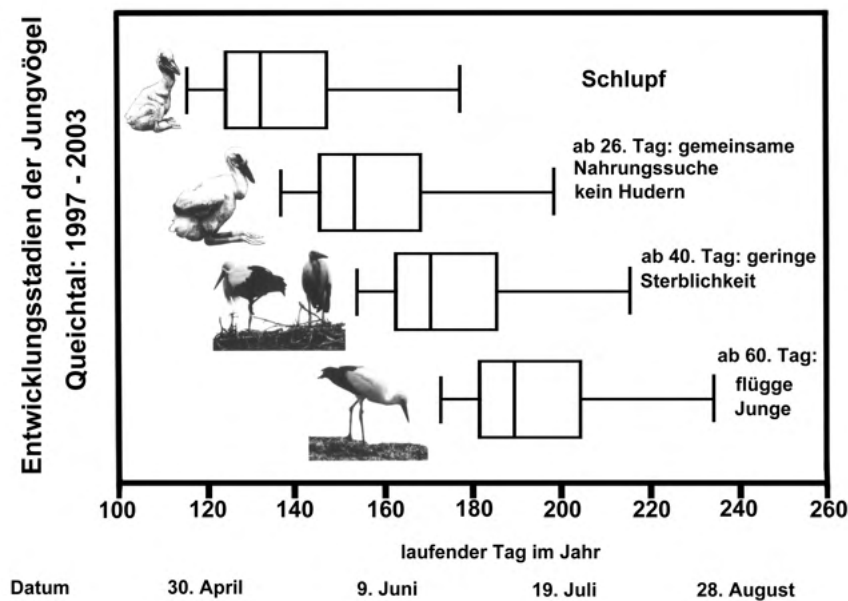 Entwicklungsstadien der Jungvögel
Queichtal: 1997 - 2003
Schlupf
ab 26. Tag: gemeinsame
Nahrungssuche
kein Hudern
ab 40. Tag: geringe
Sterblichkeit
ab 60. Tag:
flügge
Junge
100 120 140 160 180 200 220 240 260
laufender Tag im Jahr
Datum 30. April 9. Juni 19. Juli 28. August